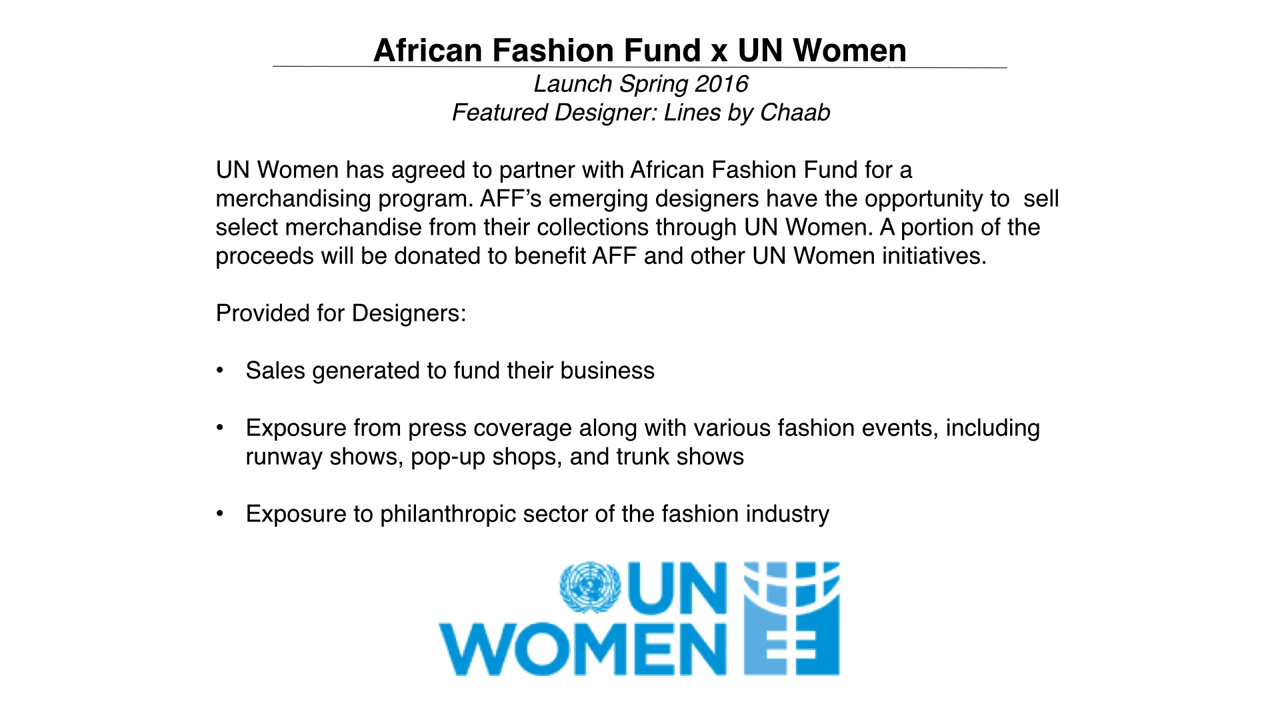 African Fashion Fund x UN Women
Launch Spring 2016
Featured Designer: Lines by Chaab
UN Women has agreed to partner with African Fashion Fund for a
merchandising program. AFF’s emerging designers have the opportunity to  sell
select merchandise from their collections through UN Women. A portion of the
proceeds will be donated to benefit AFF and other UN Women initiatives.
Provided for Designers:
• Sales generated to fund their business
• Exposure from press coverage along with various fashion events, including
runway shows, pop-up shops, and trunk shows
• Exposure to philanthropic sector of the fashion industry
UN
WOMEN